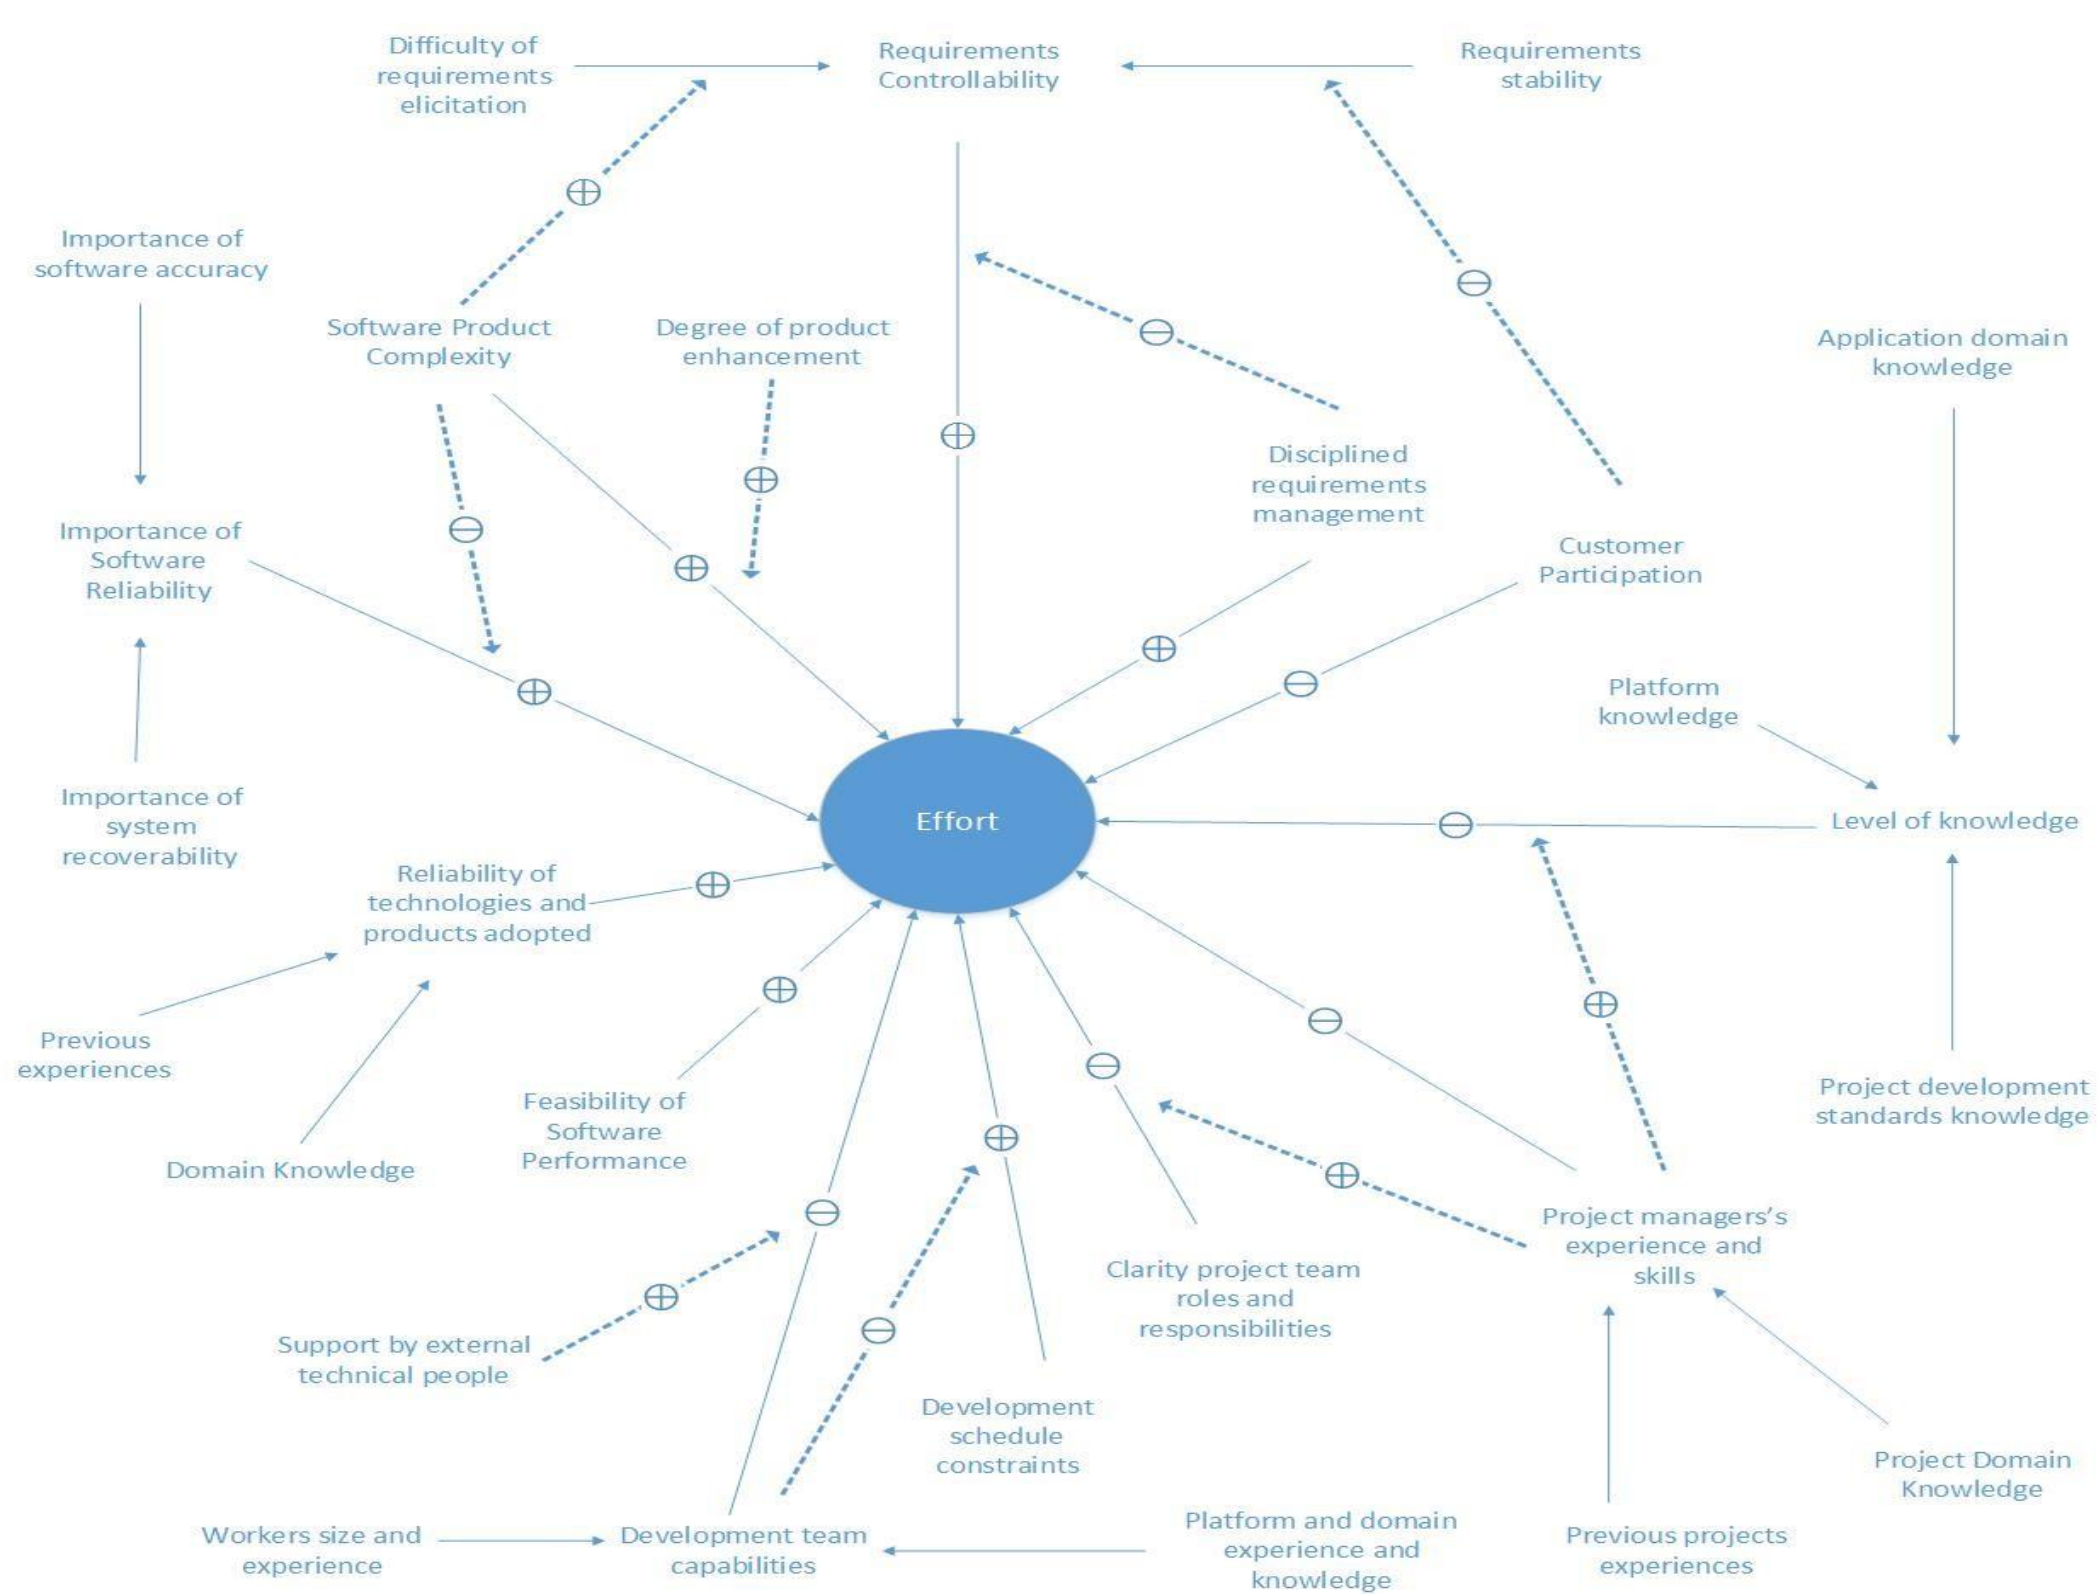 Difficulty of
requirements
elicitation
Requirements
Controllability
Requirements
stability
Importance of
software accuracy
Software Product
Complexity
Degree of product
enhancement
Application domain
knowledge
Disciplined
requirements
management
Importance of
Software
Reliability
Customer
Participation
Platform
knowledge
Importance of
system
recoverability
Effort
Level of knowledge
Reliability of
technologies and
products adopted
Previous
experiences
Feasibility of
Software
Performance
Project development
standards knowledge
Domain Knowledge
Project managers's
experience and
skills
Clarity project team
roles and
responsibilities
Support by external
technical people
Development
schedule
constraints
Project Domain
Knowledge
Workers size and
experience
Development team
capabilities
Platform and domain
experience and
knowledge
Previous projects
experiences